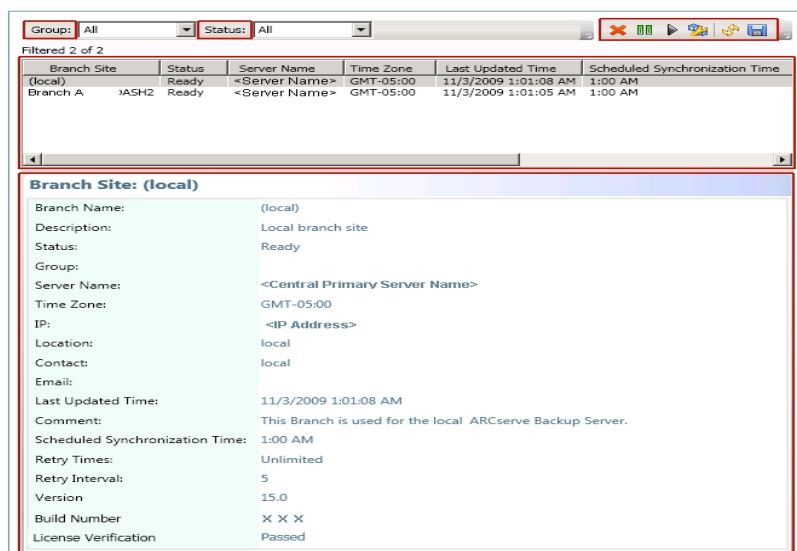 Group: All Status: All
Filtered 2 of 2
Branch Site Status Server Name Time Zone Last Updated Time Scheduled Synchronization Time
(local) Ready <Server Name> GMT-05:00 11/3/2009 1:01:08 AM 1:00 AM
Branch A ASH2 Ready <Server Name> GMT-05:00 11/3/2009 1:01:05 AM 1:00 AM
Branch Site: (local)
Branch Name: (local)
Description: Local branch site
Status: Ready
Group:
Server Name: <Central Primary Server Name>
Time Zone: GMT-05:00
IP: <IP Address>
Location: local
Contact: local
Email:
Last Updated Time: 11/3/2009 1:01:08 AM
Comment: This Branch is used for the local ARCserve Backup Server.
Scheduled Synchronization Time: 1:00 AM
Retry Times: Unlimited
Retry Interval: 5
Version 15.0
Build Number X X X
License Verification Passed